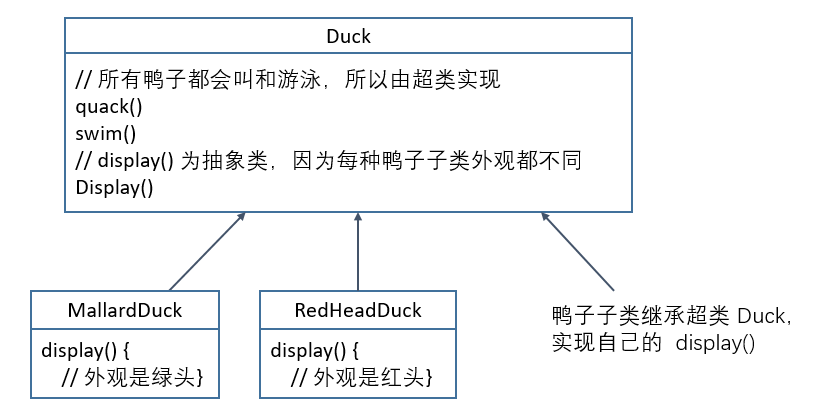 Duck
// 所有鸭子都会叫和游泳，所以由超类实现
quack()
swim()
// display() 为抽象类，因为每种鸭子子类外观都不同
Display()
MallardDuck
display() {
// 外观是绿头}
RedHeadDuck
display() {
// 外观是红头}
鸭子子类继承超类 Duck,
实现自己的 display()